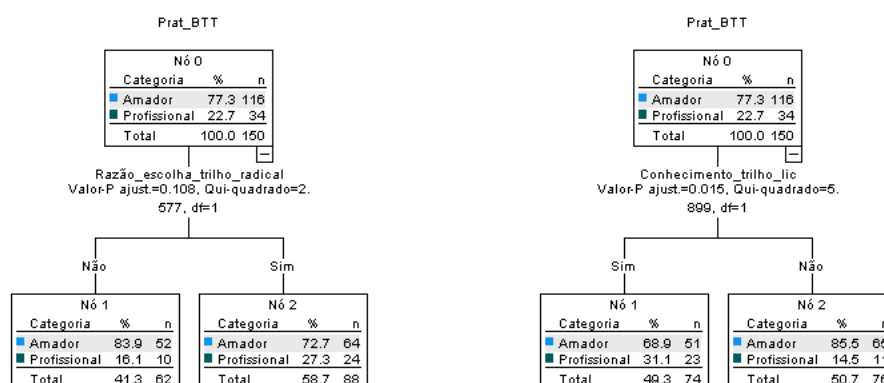 Prat_BTT
Nó 0
Categoria % n
Amador 77.3 116
Profissional 22.7 34
Total 100.0 150
Razão_escolha_trilho_radical
Valor-P ajust.=0.108, Qui-quadrado=2.
577, df=1
Não
Sim
Nó 1
Categoria % n
Amador 83.9 52
Profissional 16.1 10
Total 41.3 62
Nó 2
Categoria % n
Amador 72.7 64
Profissional 27.3 24
Total 58.7 88
Prat_BTT
Nó 0
Categoria % n
Amador 77.3 116
Profissional 22.7 34
Total 100.0 150
Conhecimento_trilho_lic
Valor-P ajust.=0.015, Qui-quadrado=5.
899, df=1
Sim
Não
Nó 1
Categoria % n
Amador 68.9 51
Profissional 31.1 23
Total 49.3 74
Nó 2
Categoria % n
Amador 85.5 65
Profissional 14.5 11
Total 50.7 76